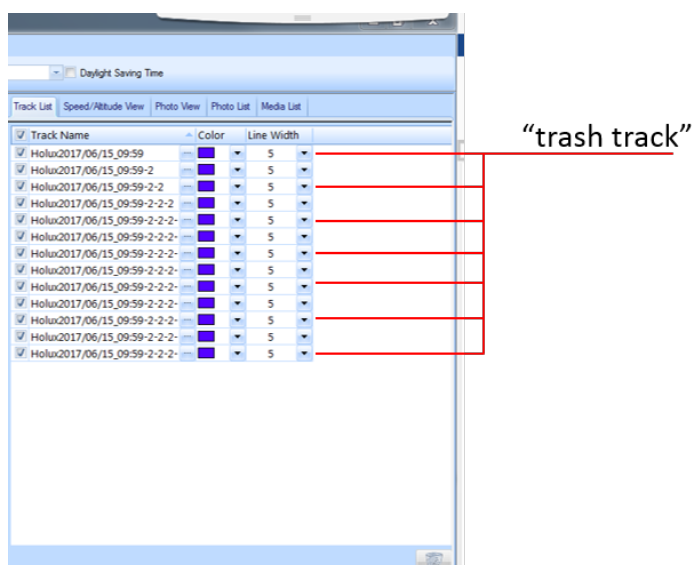 Daylight Saving Time
Track List Speed/Altitude View Photo View Photo List Media List
Track Name Color Line Width
"trash track"
Holux2017/06/15_09:59 5
Holux2017/06/15_09:59-2 5
Holux2017/06/15_09:59-2-2 5
Holux2017/06/15_09:59-2-2-2 5
Holux2017/06/15_09:59-2-2-2- 5
Holux2017/06/15_09:59-2-2-2- 5
Holux2017/06/15_09:59-2-2-2- 5
Holux2017/06/15_09:59-2-2-2- 5
Holux2017/06/15_09:59-2-2-2- 5
Holux2017/06/15_09:59-2-2-2- 5
Holux2017/06/15_09:59-2-2-2- 5
Holux2017/06/15_09:59-2-2-2- 5
Holux2017/06/15_09:59-2-2-2- 5